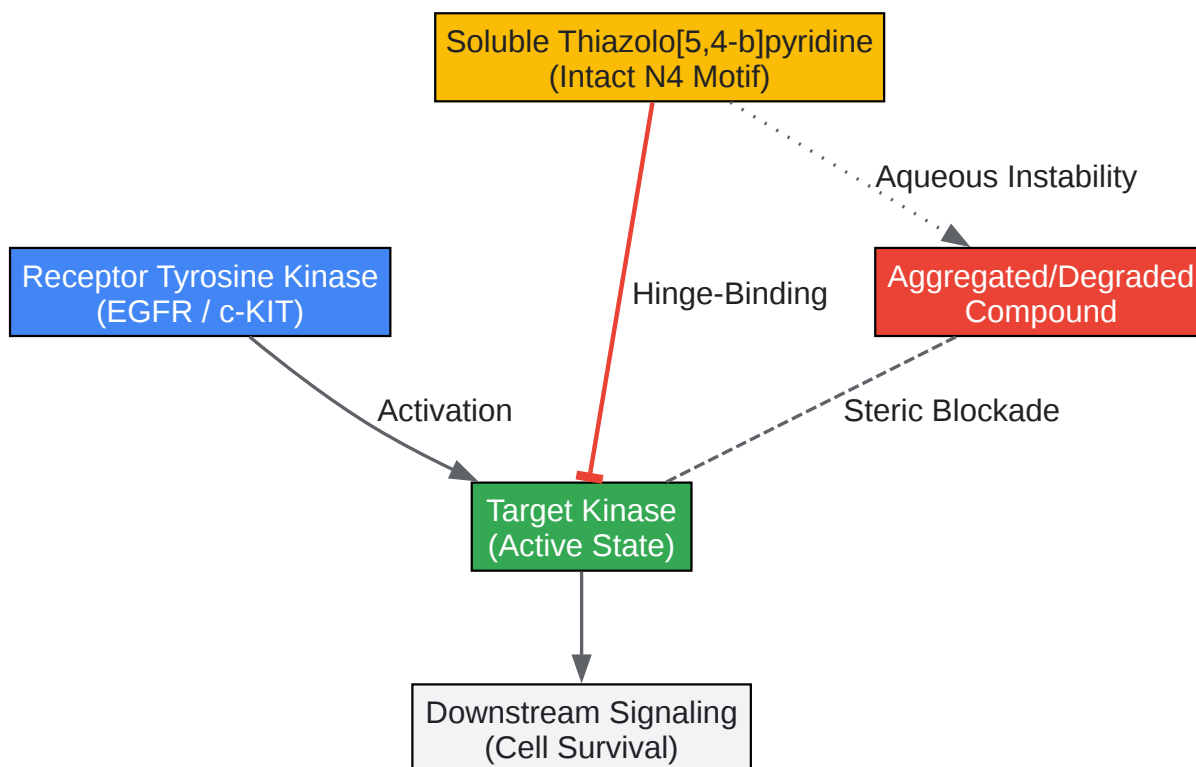 Soluble Thiazolo[5,4-b]pyridine
(Intact N4 Motif)
Aqueous Instability
Receptor Tyrosine Kinase
(EGFR / c-KIT)
Hinge-Binding
Aggregated/Degraded
Compound
Activation
Steric Blockade
Target Kinase
(Active State)
Downstream Signaling
(Cell Survival)